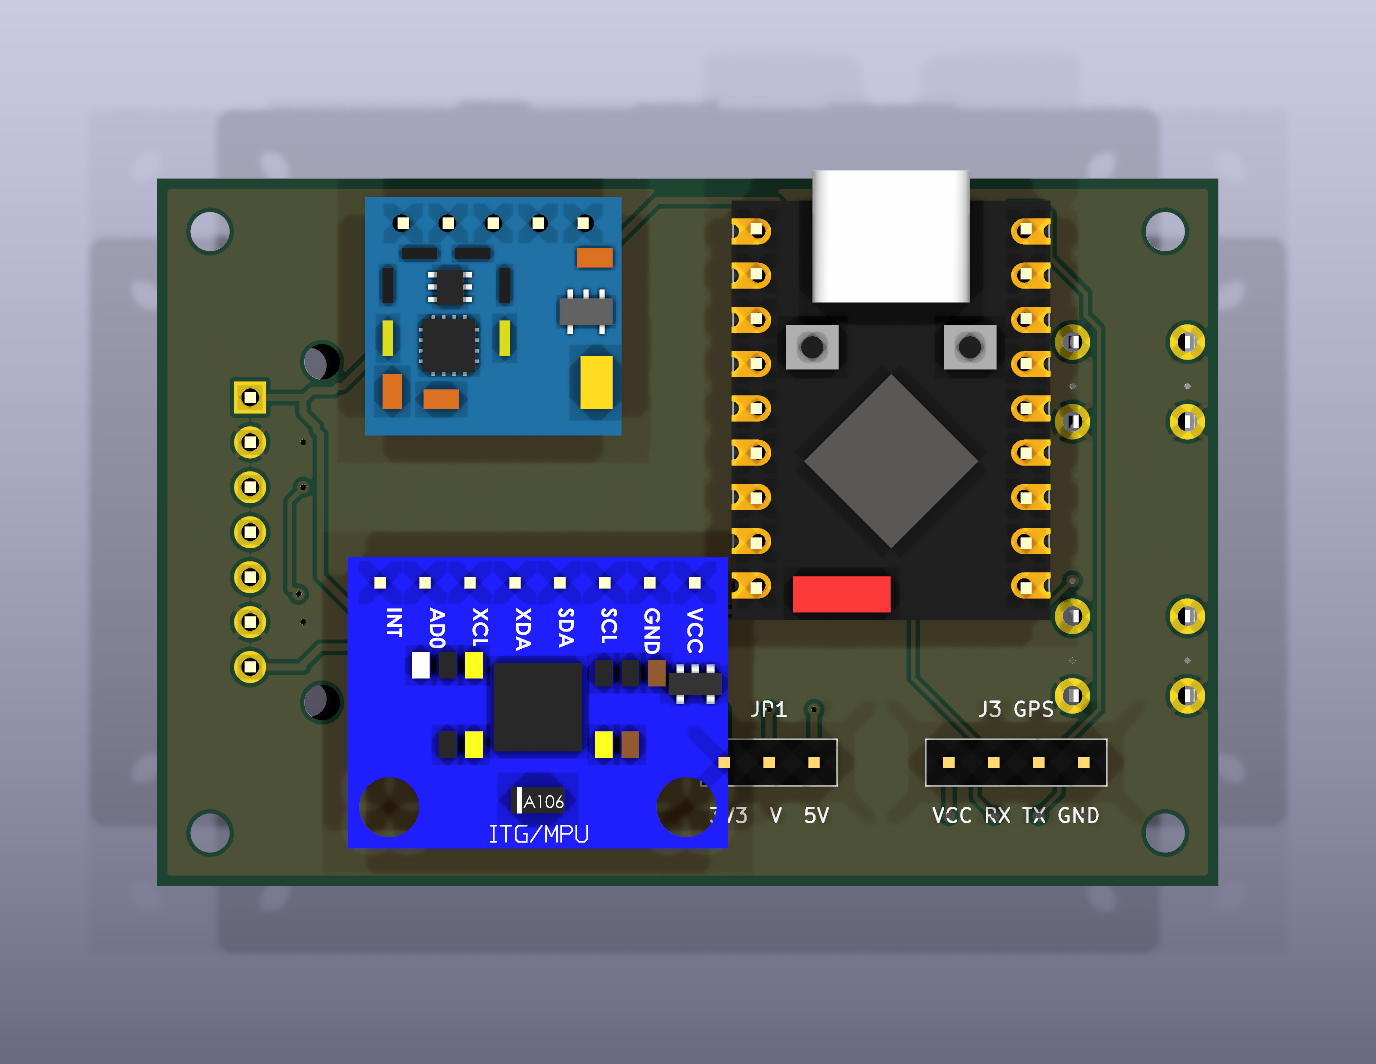 INT
AD0
XCL
XDA
SDA
SCL
GND
VCC
A106
ITG/MPU
JP1
3V3 V 5V
J3 GPS
VCC RX TX GND